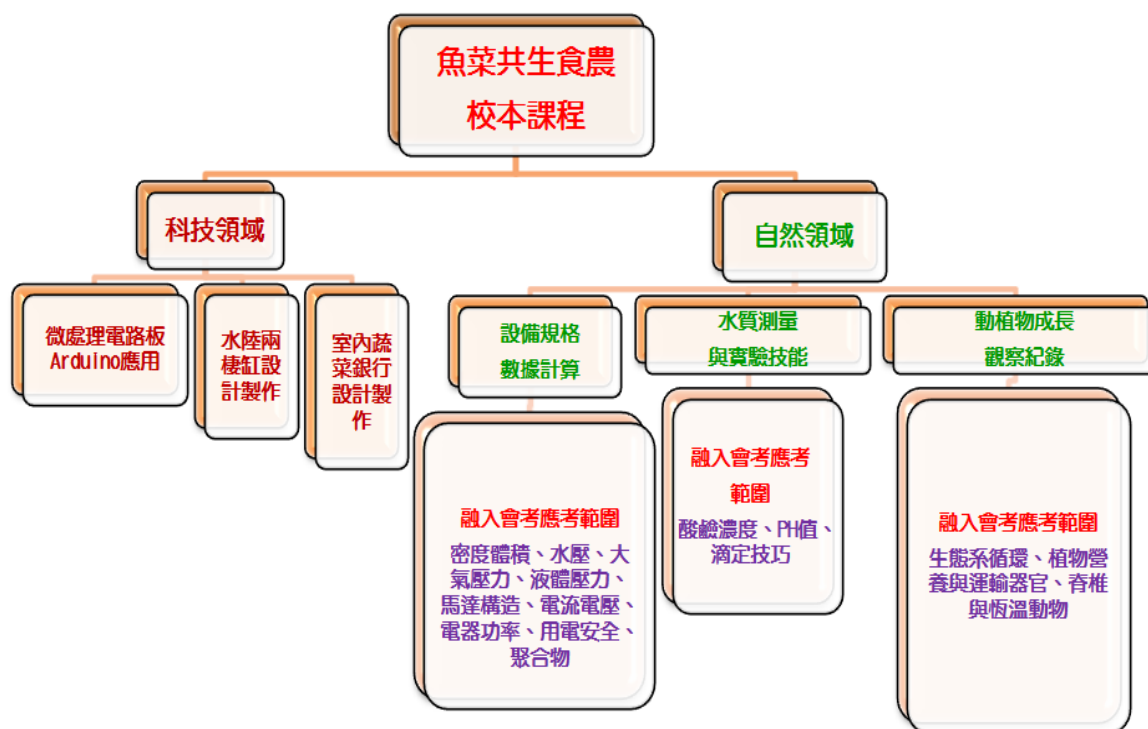 魚菜共生食農
校本課程
科技領域
自然領域
微處理電路板
Arduino應用
水陸兩
棲缸設
計製作
室內蔬
菜銀行
設計製
作
設備規格
數據計算
水質測量
與實驗技能
動植物成長
觀察紀錄
融入會考應考範圍
密度體積、水壓、大
氣壓力、液體壓力、
馬達構造、電流電壓、
電器功率、用電安全、
聚合物
融入會考應考
範圍
酸鹼濃度、PH值、
滴定技巧
融入會考應考範圍
生態系循環、植物營
養與運輸器官、脊椎
與恆溫動物